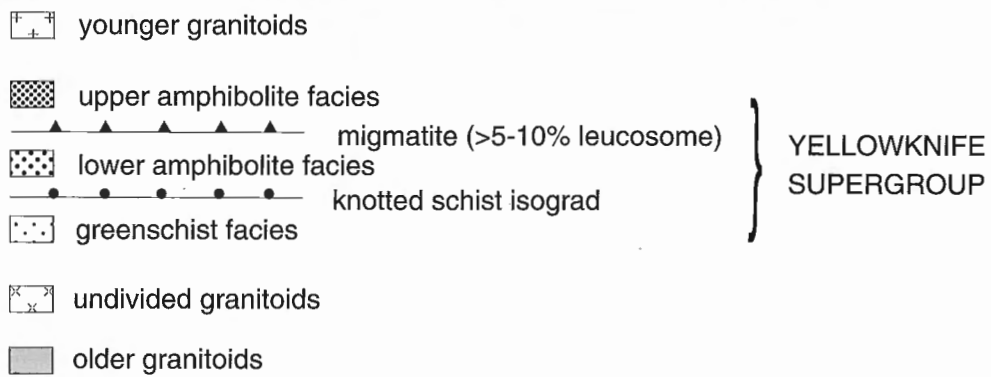 younger granitoids
upper amphibolite facies
migmatite (>5-10% leucosome)
lower amphibolite facies
knotted schist isograd
greenschist facies
YELLOWKNIFE
SUPERGROUP
undivided granitoids
older granitoids